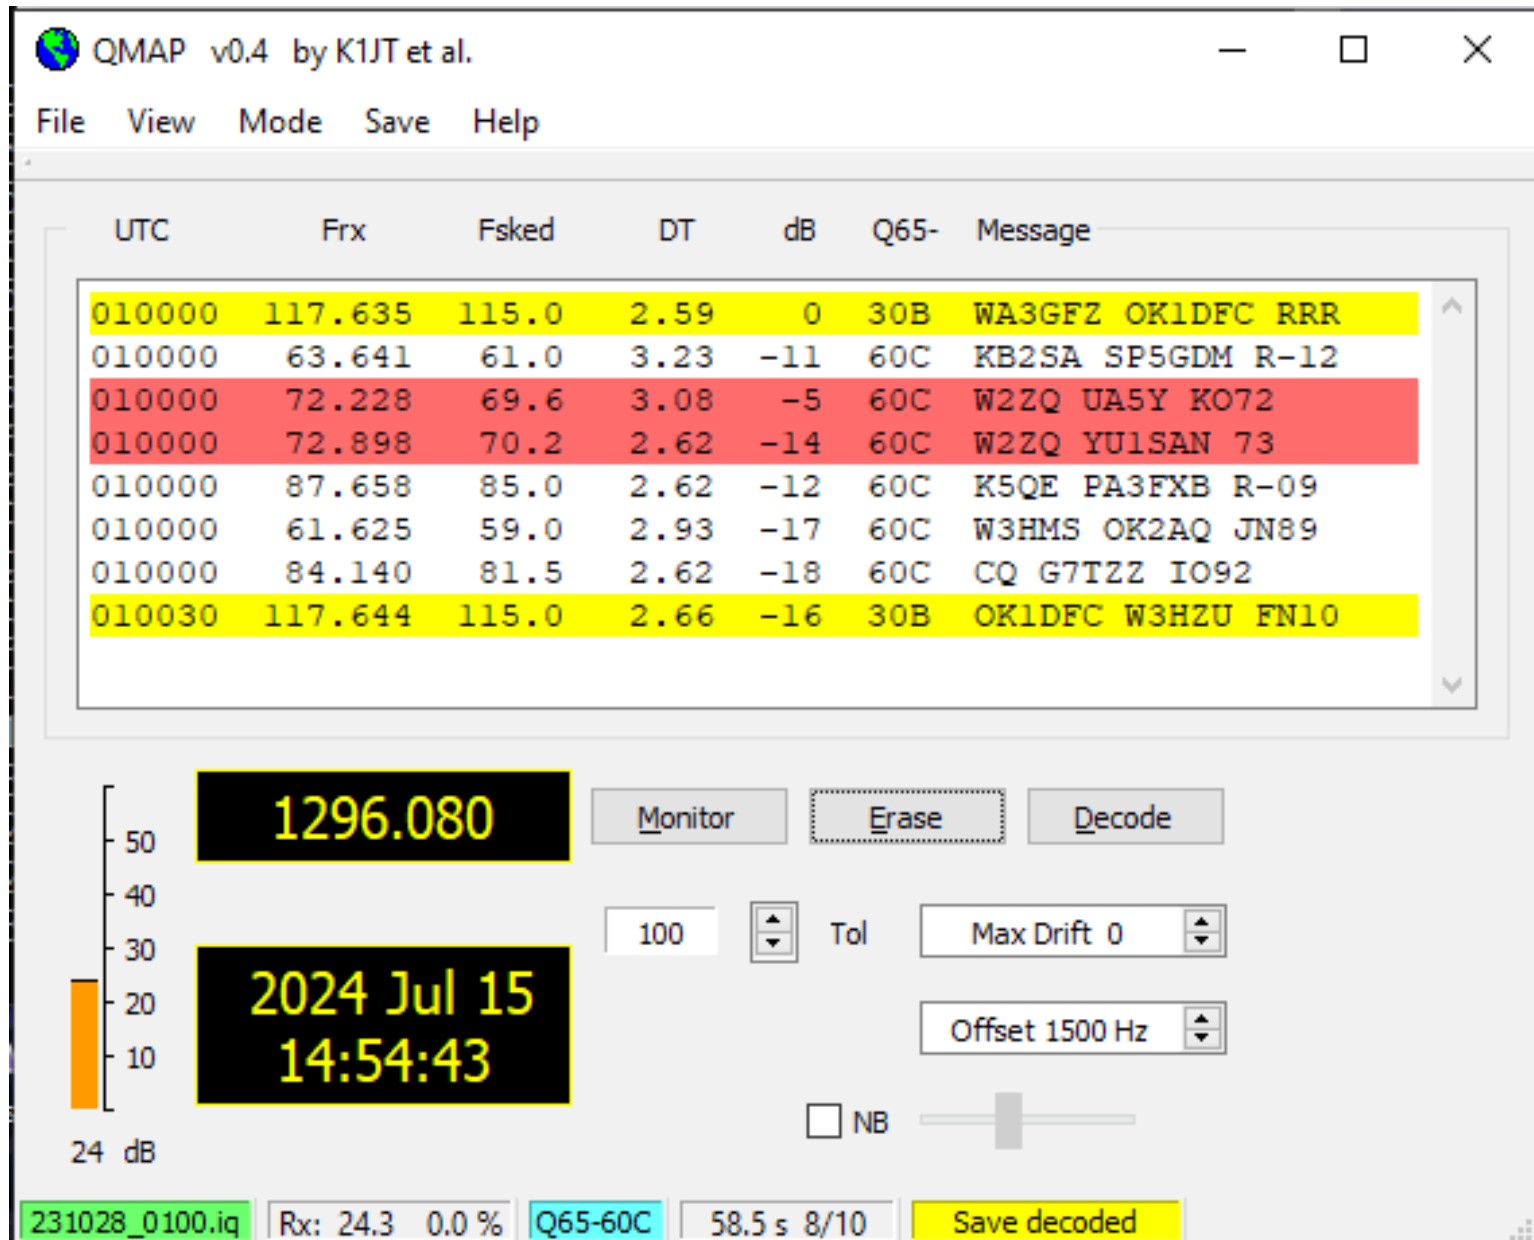 QMAP v0.4 by K1JT et al.
File View Mode Save Help
UTC Frx Fsked DT dB Q65- Message
010000 117.635 115.0 2.59 0 30B WA3GFZ OK1DFC RRR
010000 63.641 61.0 3.23 -11 60C KB2SA SP5GDM R-12
010000 72.228 69.6 3.08 -5 60C W2ZQ UA5Y KO72
010000 72.898 70.2 2.62 -14 60C W2ZQ YU1SAN 73
010000 87.658 85.0 2.62 -12 60C K5QE PA3FXB R-09
010000 61.625 59.0 2.93 -17 60C W3HMS OK2AQ JN89
010000 84.140 81.5 2.62 -18 60C CQ G7TZZ IO92
010030 117.644 115.0 2.66 -16 30B OK1DFC W3HZU FN10
1296.080 Monitor Erase Decode
50
40
30
20
10
100 Tol Max Drift 0
2024 Jul 15
14:54:43
Offset 1500 Hz
NB
24 dB
231028_0100.iq Rx: 24.3 0.0 % Q65-60C 58.5 s 8/10 Save decoded